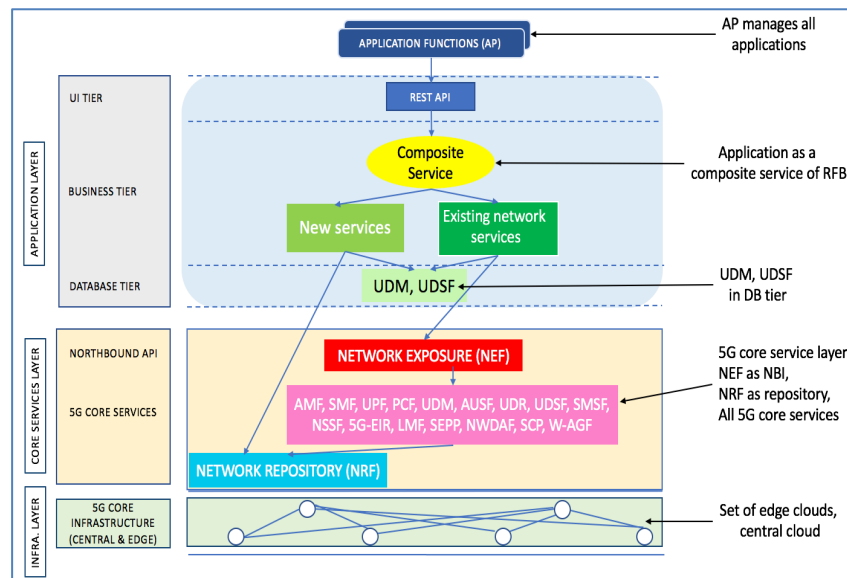 APPLICATION FUNCTIONS (AP)
AP manages all
applications
UI TIER
REST API
APPLICATION LAYER
Composite
Service
Application as a
composite service of RFB
BUSINESS TIER
New services
Existing network
services
DATABASE TIER
UDM, UDSF
UDM, UDSF
in DB tier
CORE SERVICES LAYER
NORTHBOUND API
NETWORK EXPOSURE (NEF)
5G core service layer
NEF as NBI,
NRF as repository,
All 5G core services
5G CORE SERVICES
AMF, SMF, UPF, PCF, UDM, AUSF, UDR, UDSF, SMSF,
NSSF, 5G-EIR, LMF, SEPP, NWDAF, SCP, W-AGF
NETWORK REPOSITORY (NRF)
INFRA. LAYER
5G CORE
INFRASTRUCTURE
(CENTRAL & EDGE)
Set of edge clouds,
central cloud